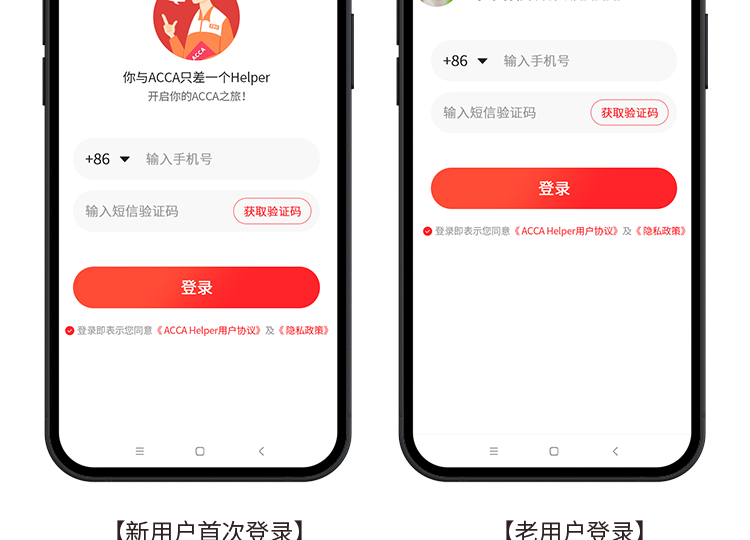 ACCA
你与ACCA只差一个Helper
开启你的ACCA之旅!
+86 输入手机号
输入短信验证码 获取验证码
登录
登录即表示您同意《ACCA Helper用户协议》及《隐私政策》
+86 输入手机号
输入短信验证码 获取验证码
登录
登录即表示您同意《ACCA Helper用户协议》及《隐私政策》
【新用户首次登录】
【老用户登录】